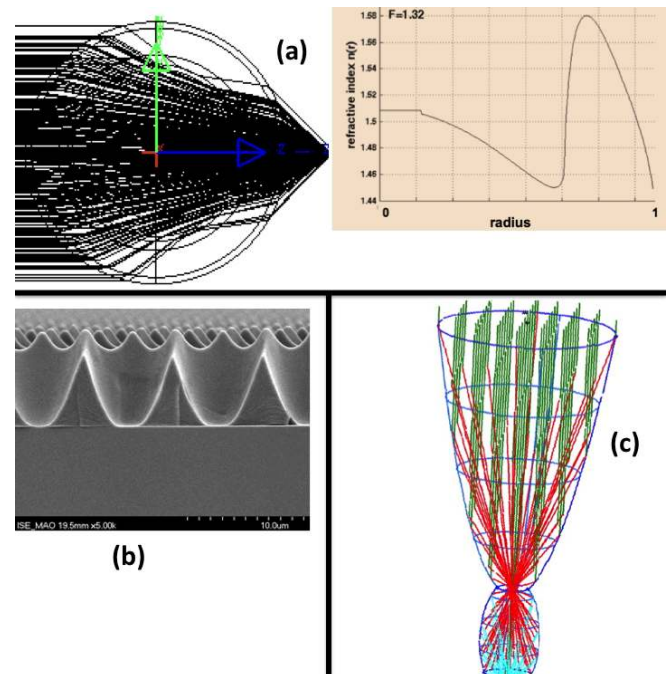 (a)
z
F=1.32
refractive index n(r)
1.58
1.56
1.54
1.52
1.5
1.48
1.46
1.44
0
1
radius
ISE_MAO 19.5mm x5.00k
10.0um
(b)
(c)